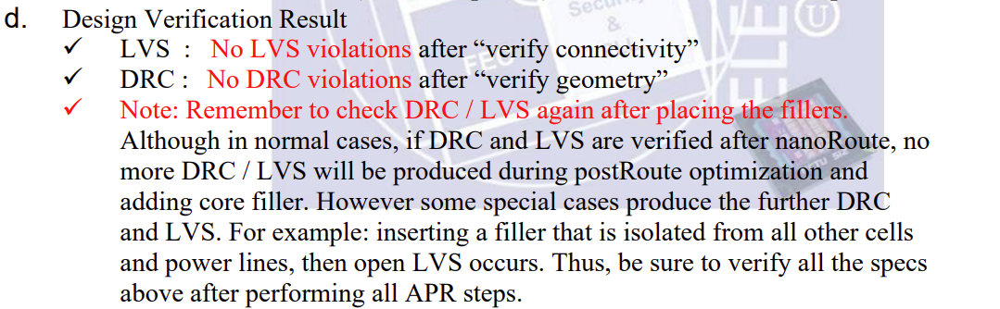 d. Design Verification Result
✓ LVS : No LVS violations after “verify connectivity”
✓ DRC : No DRC violations after “verify geometry”
✓ Note: Remember to check DRC / LVS again after placing the fillers.
Although in normal cases, if DRC and LVS are verified after nanoRoute, no
more DRC / LVS will be produced during postRoute optimization and
adding core filler. However some special cases produce the further DRC
and LVS. For example: inserting a filler that is isolated from all other cells
and power lines, then open LVS occurs. Thus, be sure to verify all the specs
above after performing all APR steps.